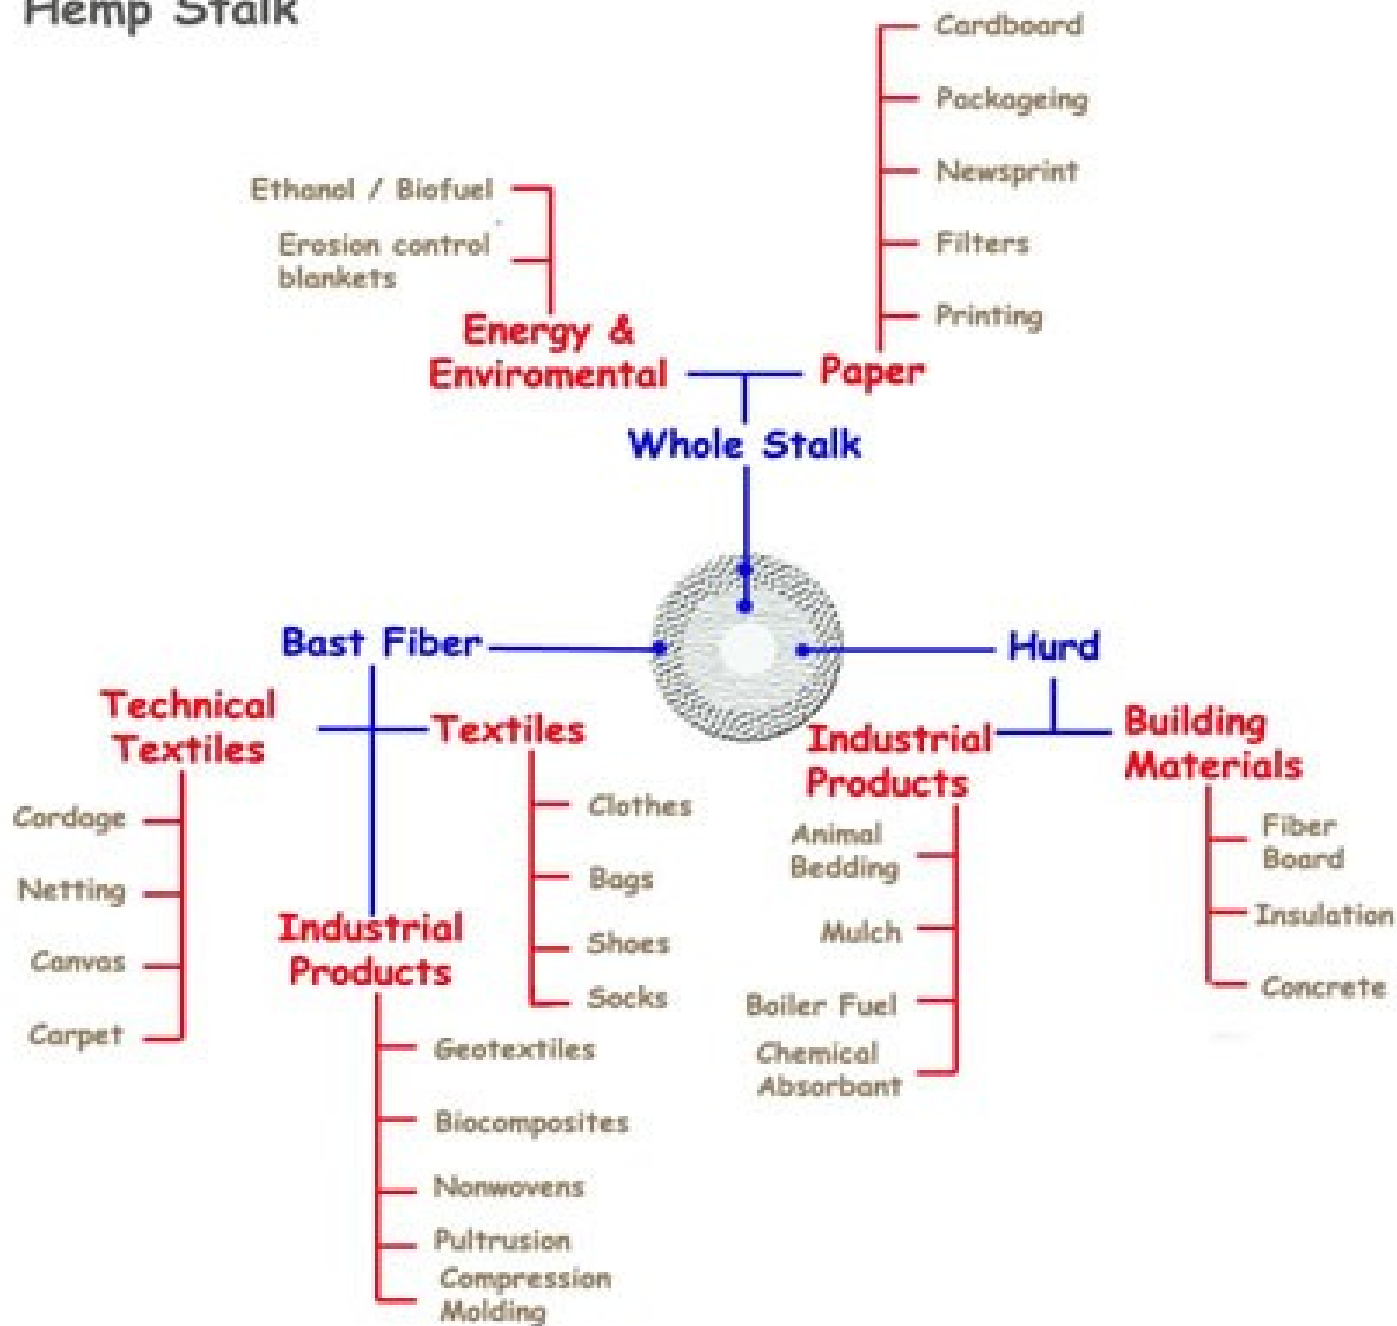 Hemp Stalk
Cardboard
Packageing
Newsprint
Filters
Printing
Ethanol / Biofuel
Erosion control
blankets
Energy &
Enviromental
Paper
Whole Stalk
Bast Fiber
Hurd
Technical
Textiles
Cordage
Netting
Canvas
Carpet
Textiles
Clothes
Bags
Shoes
Socks
Industrial
Products
Geotextiles
Biocomposites
Nonwovens
Pultrusion
Compression
Molding
Industrial
Products
Animal
Bedding
Mulch
Boiler Fuel
Chemical
Absorbant
Building
Materials
Fiber
Board
Insulation
Concrete